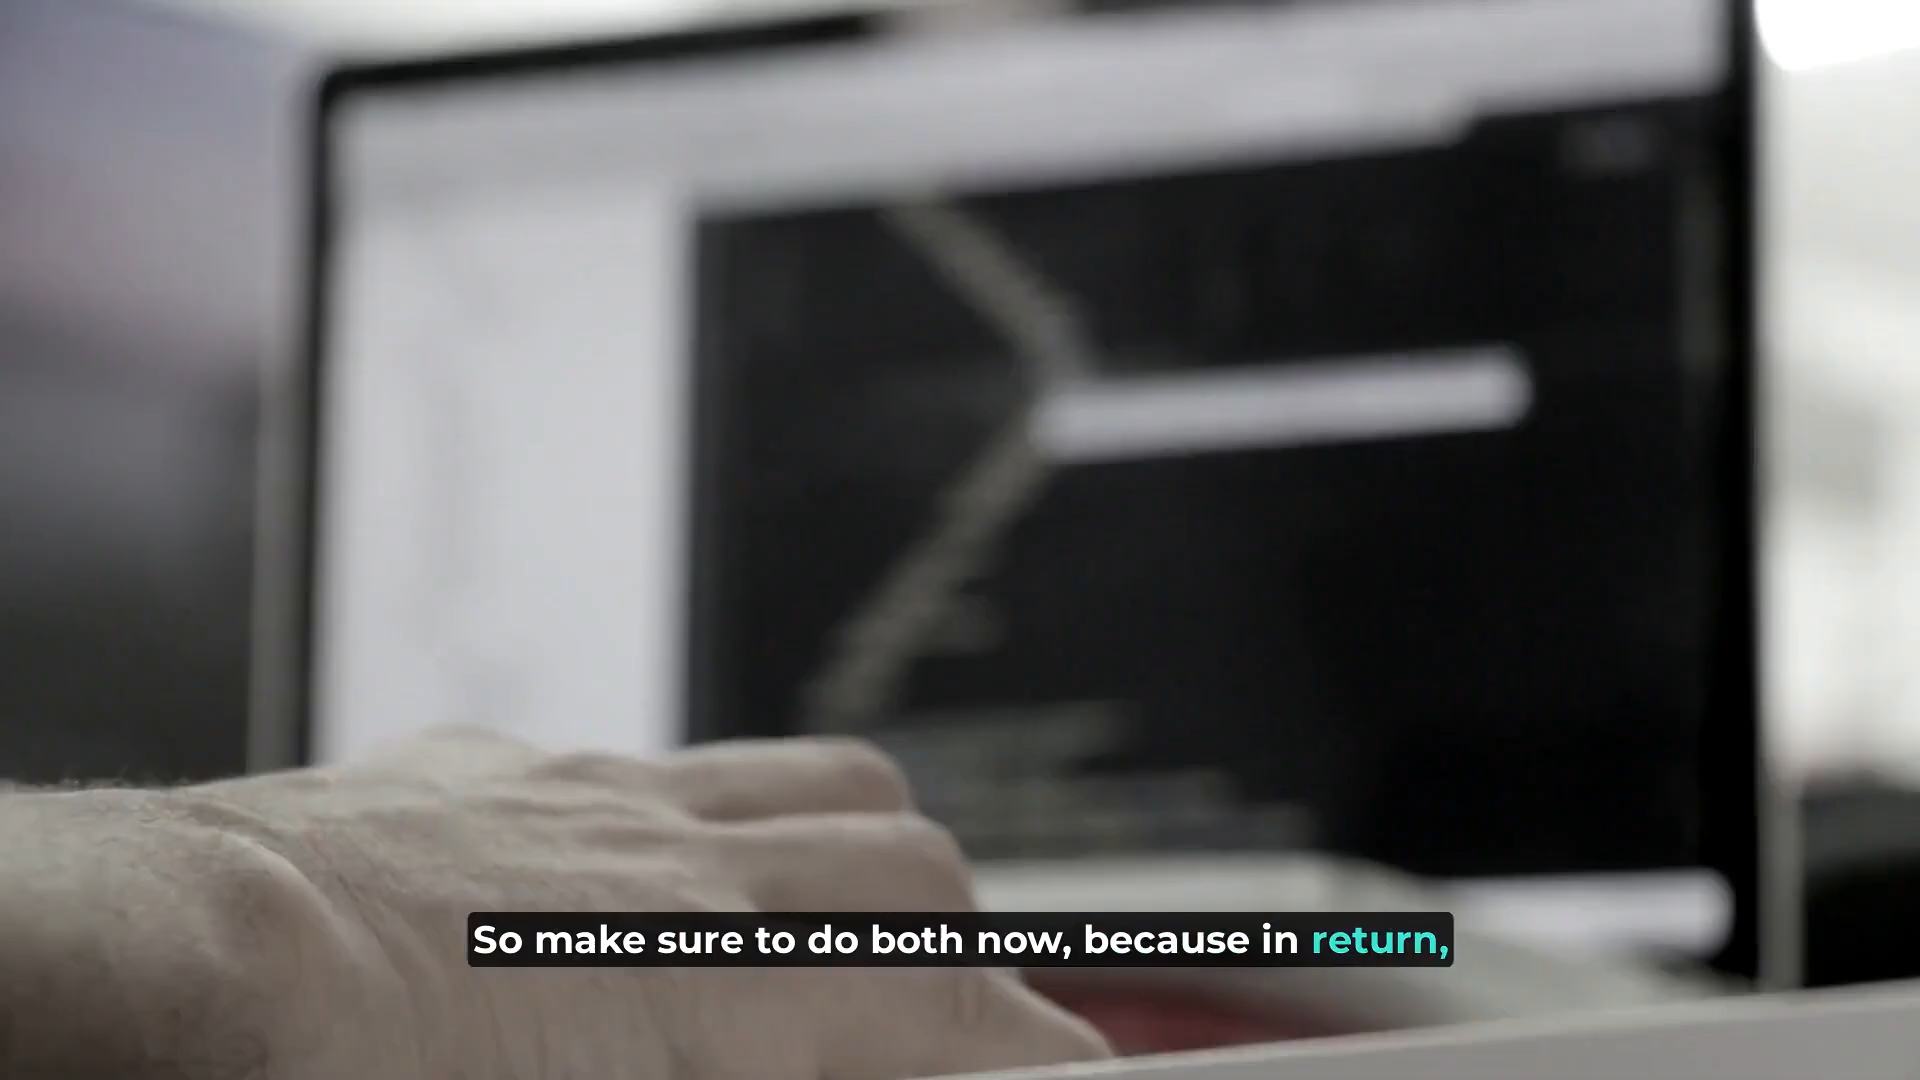 So make sure to do both now, because in return,